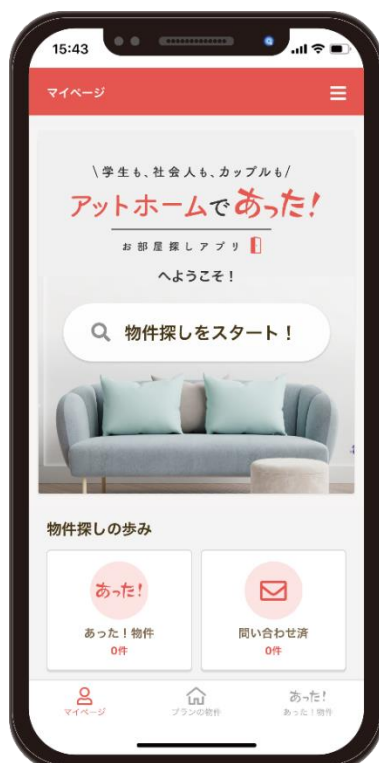 15:43
マイページ
\学生も、社会人も、カップルも/
アットホームであった!
お部屋探しアプリ
へようこそ!
物件探しをスタート!
物件探しの歩み
あった!
あった!物件
0件
問い合わせ済
0件
マイページ
プランの物件
あった!
あった!物件